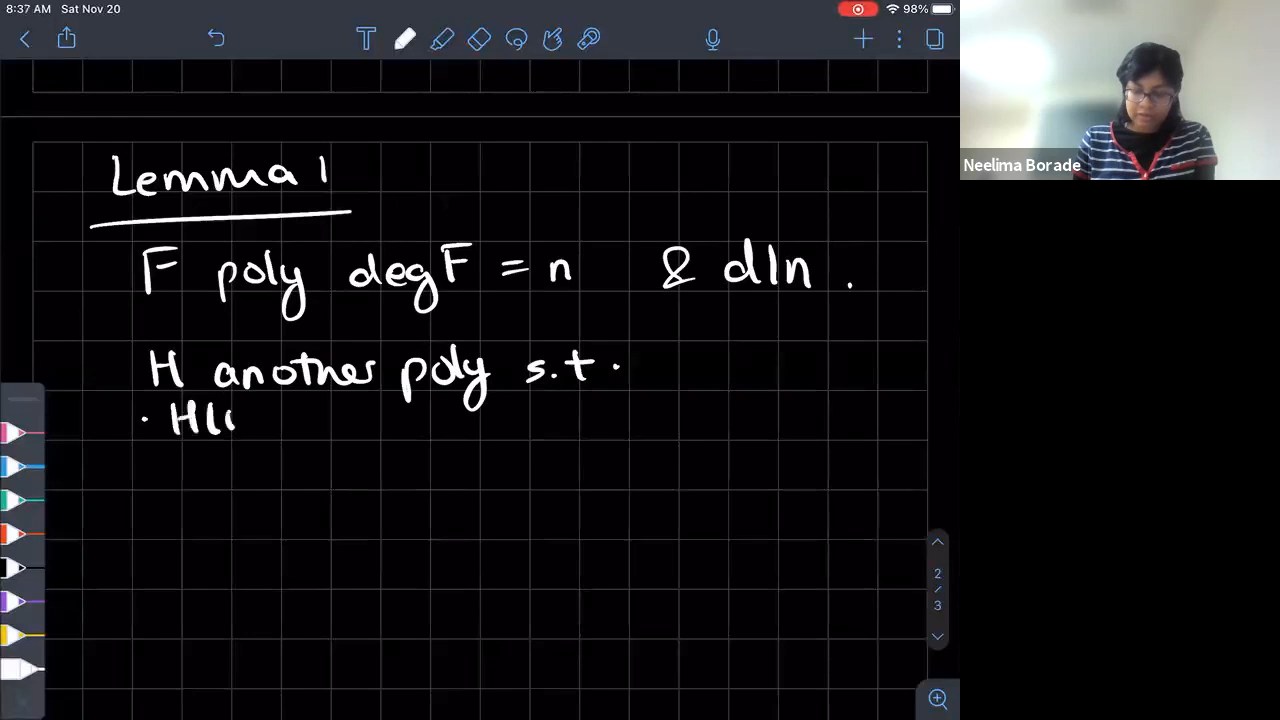 8:37 AM Sat Nov 20
98%
Lemma 1
F poly deg F = n & d|n .
H another poly s.t.
· H(
2
/
3
Neelima Borade